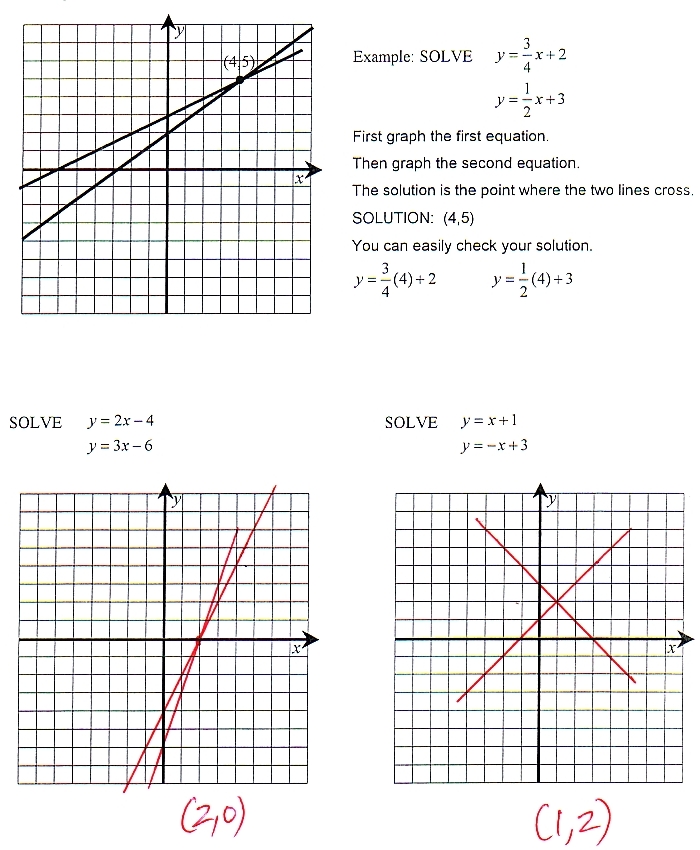 y
(4,5)
x
Example: SOLVE y = 3/4 x + 2
y = 1/2 x + 3
First graph the first equation.
Then graph the second equation.
The solution is the point where the two lines cross.
SOLUTION: (4,5)
You can easily check your solution.
y = 3/4 (4) + 2 y = 1/2 (4) + 3
SOLVE y = 2x − 4
y = 3x − 6
y
x
(2,0)
SOLVE y = x + 1
y = −x + 3
y
x
(1,2)